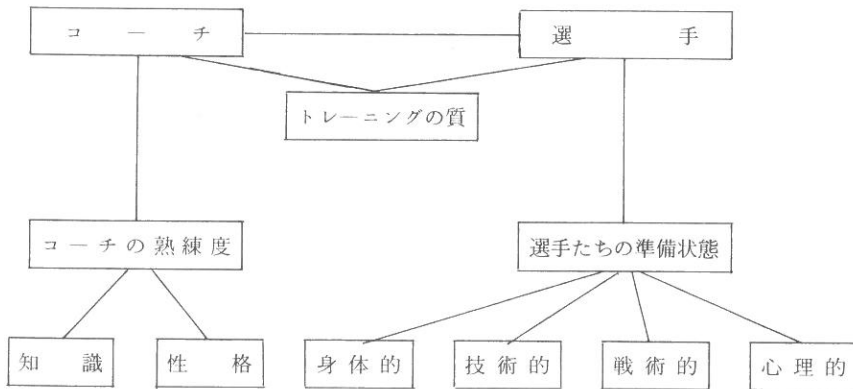 コーチ
選手
トレーニングの質
コーチの熟練度
選手たちの準備状態
知識
性格
身体的
技術的
戦術的
心理的